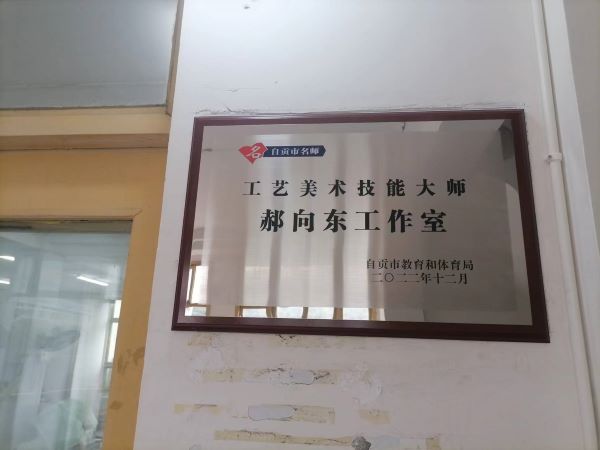 名 自贡市名师
工艺美术技能大师
郝向东工作室
自贡市教育和体育局
二〇二二年十二月